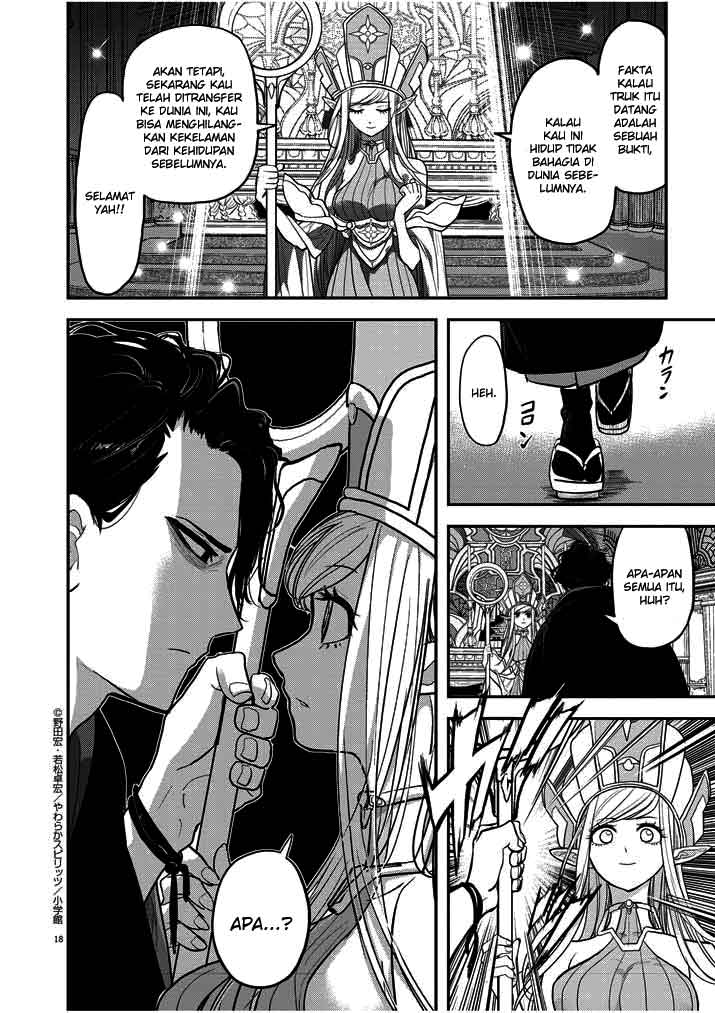 FAKTA
KALAU
TRUK ITU
DATANG
ADALAH
SEBUAH
BUKTI,
KALAU
KALI INI
HIDUP TIDAK
BAHAGIA DI
DUNIA SEBE-
LUMNYA.
AKAN TETAPI,
SEKARANG KAU
TELAH DITRANSFER
KE DUNIA INI, KAU
BISA MENGHILANG-
KAN KEKELAMAN
DARI KEHIDUPAN
SEBELUMNYA.
SELAMAT
YAH!!
カラン
コロン
HEH.
APA-APAN
SEMUA ITU,
HUH?
APA...?
©野田宏・若松卓宏／やわらかスピリッツ／小学館
18